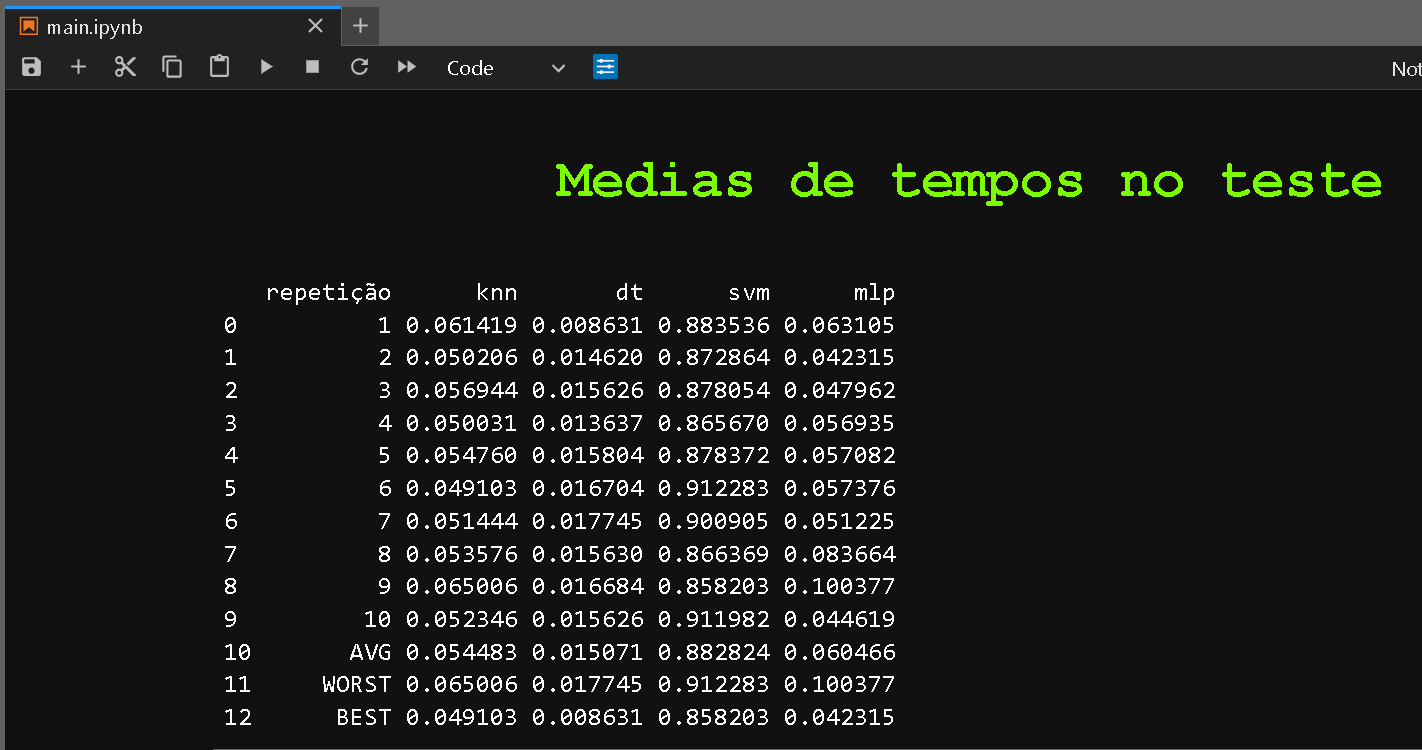 main.ipynb
Code
Medias de tempos no teste
repetição knn dt svm mlp
0 1 0.061419 0.008631 0.883536 0.063105
1 2 0.050206 0.014620 0.872864 0.042315
2 3 0.056944 0.015626 0.878054 0.047962
3 4 0.050031 0.013637 0.865670 0.056935
4 5 0.054760 0.015804 0.878372 0.057082
5 6 0.049103 0.016704 0.912283 0.057376
6 7 0.051444 0.017745 0.900905 0.051225
7 8 0.053576 0.015630 0.866369 0.083664
8 9 0.065006 0.016684 0.858203 0.100377
9 10 0.052346 0.015626 0.911982 0.044619
10 AVG 0.054483 0.015071 0.882824 0.060466
11 WORST 0.065006 0.017745 0.912283 0.100377
12 BEST 0.049103 0.008631 0.858203 0.042315